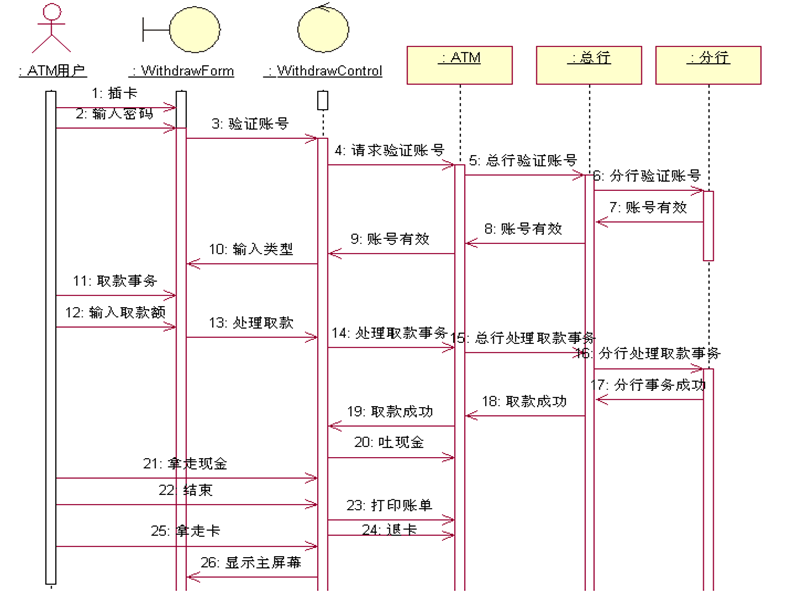 : ATM用户
: WithdrawForm
: WithdrawControl
: ATM
: 总行
: 分行
1: 插卡
2: 输入密码
3: 验证账号
4: 请求验证账号
5: 总行验证账号
6: 分行验证账号
7: 账号有效
8: 账号有效
9: 账号有效
10: 输入类型
11: 取款事务
12: 输入取款额
13: 处理取款
14: 处理取款事务
15: 总行处理取款事务
16: 分行处理取款事务
17: 分行事务成功
18: 取款成功
19: 取款成功
20: 吐现金
21: 拿走现金
22: 结束
23: 打印账单
24: 退卡
25: 拿走卡
26: 显示主屏幕